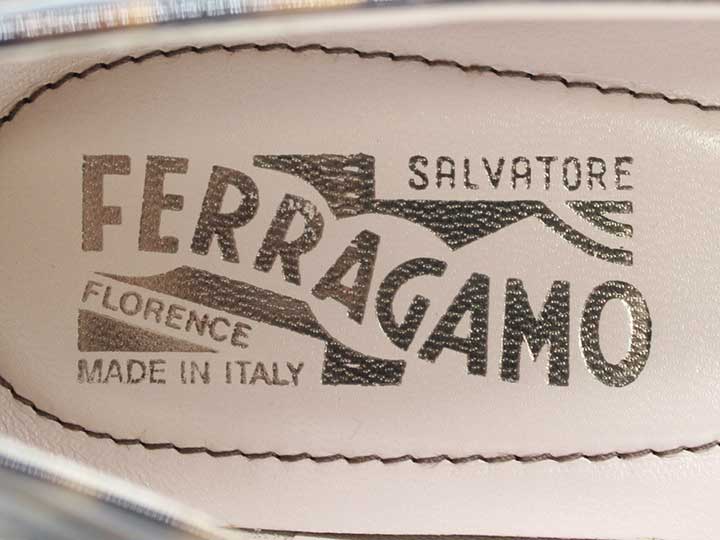 SALVATORE
FERRAGAMO
FLORENCE
MADE IN ITALY